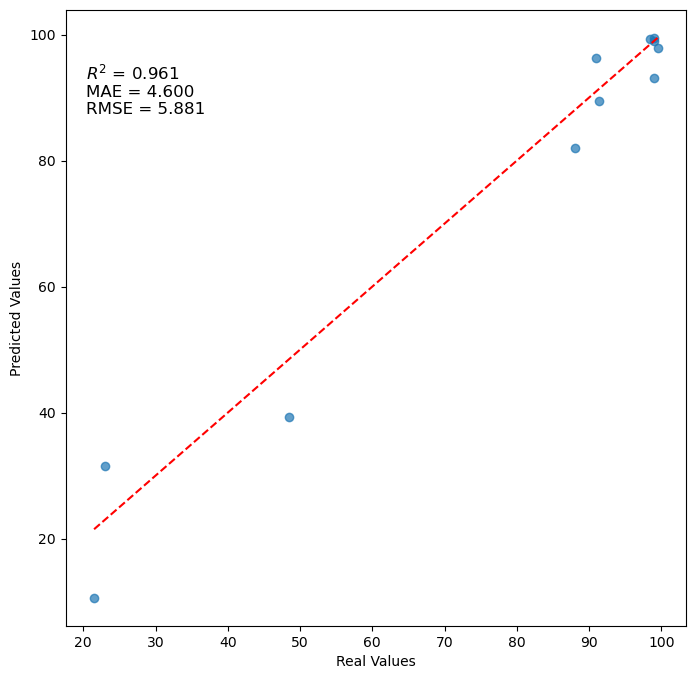 R² = 0.961
MAE = 4.600
RMSE = 5.881
100
80
60
40
20
Predicted Values
20 30 40 50 60 70 80 90 100
Real Values